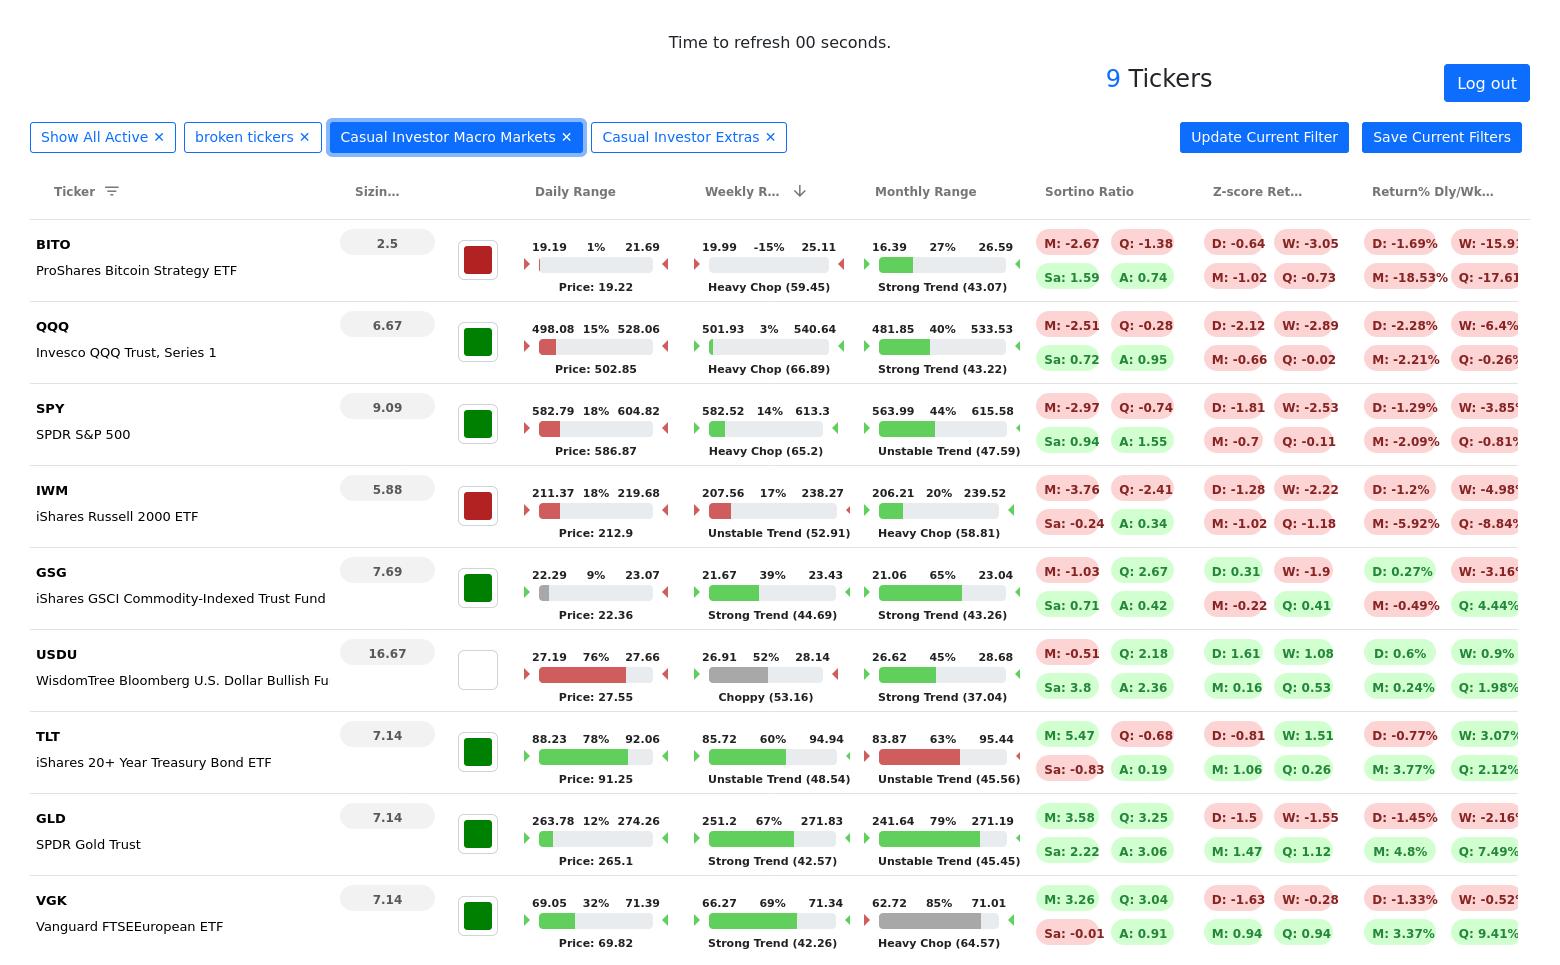 Time to refresh 00 seconds.
9 Tickers
Log out
Show All Active ✕ broken tickers ✕ Casual Investor Macro Markets ✕ Casual Investor Extras ✕ Update Current Filter Save Current Filters
Ticker Sizin... Daily Range Weekly R... Monthly Range Sortino Ratio Z-score Ret... Return% Dly/Wk...
BITO 2.5 19.19 1% 21.69 19.99 -15% 25.11 16.39 27% 26.59 M: -2.67 Q: -1.38 D: -0.64 W: -3.05 D: -1.69% W: -15.91
ProShares Bitcoin Strategy ETF Sa: 1.59 A: 0.74 M: -1.02 Q: -0.73 M: -18.53% Q: -17.61
Price: 19.22 Heavy Chop (59.45) Strong Trend (43.07)
QQQ 6.67 498.08 15% 528.06 501.93 3% 540.64 481.85 40% 533.53 M: -2.51 Q: -0.28 D: -2.12 W: -2.89 D: -2.28% W: -6.4%
Invesco QQQ Trust, Series 1 Sa: 0.72 A: 0.95 M: -0.66 Q: -0.02 M: -2.21% Q: -0.26%
Price: 502.85 Heavy Chop (66.89) Strong Trend (43.22)
SPY 9.09 582.79 18% 604.82 582.52 14% 613.3 563.99 44% 615.58 M: -2.97 Q: -0.74 D: -1.81 W: -2.53 D: -1.29% W: -3.85%
SPDR S&P 500 Sa: 0.94 A: 1.55 M: -0.7 Q: -0.11 M: -2.09% Q: -0.81%
Price: 586.87 Heavy Chop (65.2) Unstable Trend (47.59)
IWM 5.88 211.37 18% 219.68 207.56 17% 238.27 206.21 20% 239.52 M: -3.76 Q: -2.41 D: -1.28 W: -2.22 D: -1.2% W: -4.98%
iShares Russell 2000 ETF Sa: -0.24 A: 0.34 M: -1.02 Q: -1.18 M: -5.92% Q: -8.84%
Price: 212.9 Unstable Trend (52.91) Heavy Chop (58.81)
GSG 7.69 22.29 9% 23.07 21.67 39% 23.43 21.06 65% 23.04 M: -1.03 Q: 2.67 D: 0.31 W: -1.9 D: 0.27% W: -3.16%
iShares GSCI Commodity-Indexed Trust Fund Sa: 0.71 A: 0.42 M: -0.22 Q: 0.41 M: -0.49% Q: 4.44%
Price: 22.36 Strong Trend (44.69) Strong Trend (43.26)
USDU 16.67 27.19 76% 27.66 26.91 52% 28.14 26.62 45% 28.68 M: -0.51 Q: 2.18 D: 1.61 W: 1.08 D: 0.6% W: 0.9%
WisdomTree Bloomberg U.S. Dollar Bullish Fu Sa: 3.8 A: 2.36 M: 0.16 Q: 0.53 M: 0.24% Q: 1.98%
Price: 27.55 Choppy (53.16) Strong Trend (37.04)
TLT 7.14 88.23 78% 92.06 85.72 60% 94.94 83.87 63% 95.44 M: 5.47 Q: -0.68 D: -0.81 W: 1.51 D: -0.77% W: 3.07%
iShares 20+ Year Treasury Bond ETF Sa: -0.83 A: 0.19 M: 1.06 Q: 0.26 M: 3.77% Q: 2.12%
Price: 91.25 Unstable Trend (48.54) Unstable Trend (45.56)
GLD 7.14 263.78 12% 274.26 251.2 67% 271.83 241.64 79% 271.19 M: 3.58 Q: 3.25 D: -1.5 W: -1.55 D: -1.45% W: -2.16%
SPDR Gold Trust Sa: 2.22 A: 3.06 M: 1.47 Q: 1.12 M: 4.8% Q: 7.49%
Price: 265.1 Strong Trend (42.57) Unstable Trend (45.45)
VGK 7.14 69.05 32% 71.39 66.27 69% 71.34 62.72 85% 71.01 M: 3.26 Q: 3.04 D: -1.63 W: -0.28 D: -1.33% W: -0.52%
Vanguard FTSEEuropean ETF Sa: -0.01 A: 0.91 M: 0.94 Q: 0.94 M: 3.37% Q: 9.41%
Price: 69.82 Strong Trend (42.26) Heavy Chop (64.57)